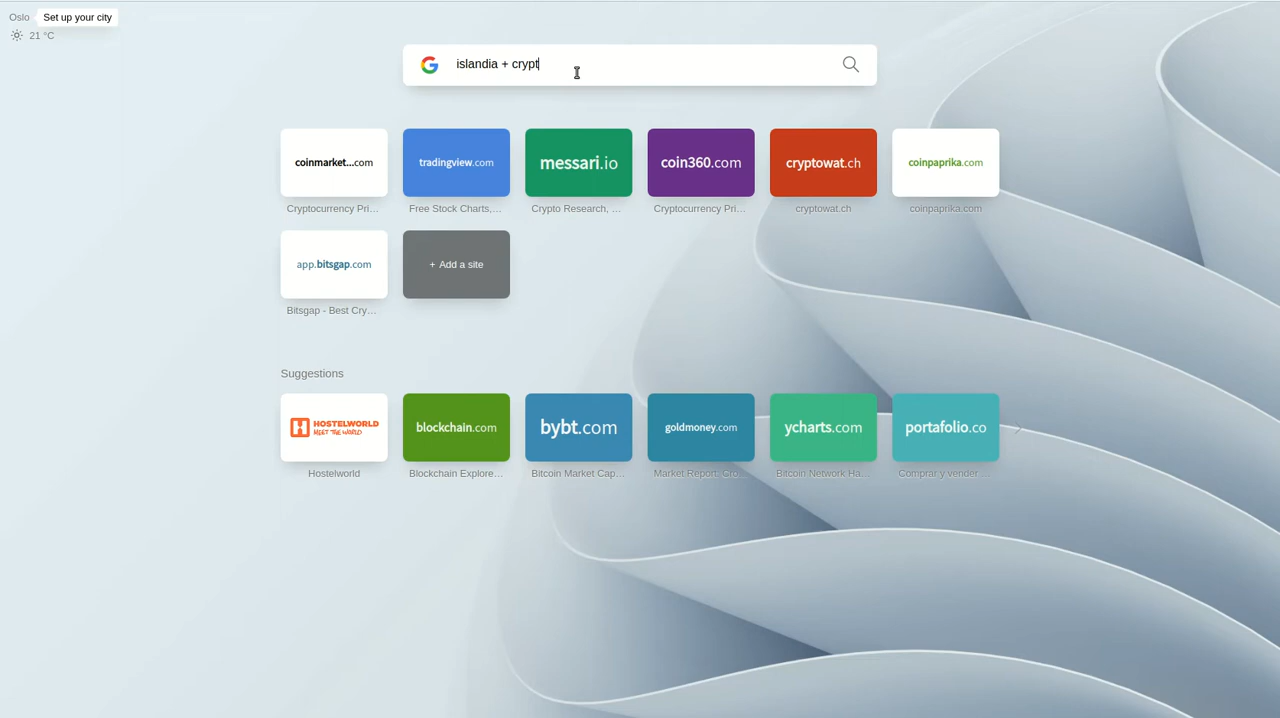 Oslo Set up your city
21 °C
islandia + crypt
coinmarket...com tradingview.com messari.io coin360.com cryptowat.ch coinpaprika.com
Cryptocurrency Pri... Free Stock Charts,... Crypto Research, ... Cryptocurrency Pri... cryptowat.ch coinpaprika.com
app.bitsgap.com + Add a site
Bitsgap - Best Cry...
Suggestions
HOSTELWORLD blockchain.com bybt.com goldmoney.com ycharts.com portafolio.co
MEET THE WORLD
Hostelworld Blockchain Explore... Bitcoin Market Cap... Market Report: Cro... Bitcoin Network Ha... Comprar y vender ...